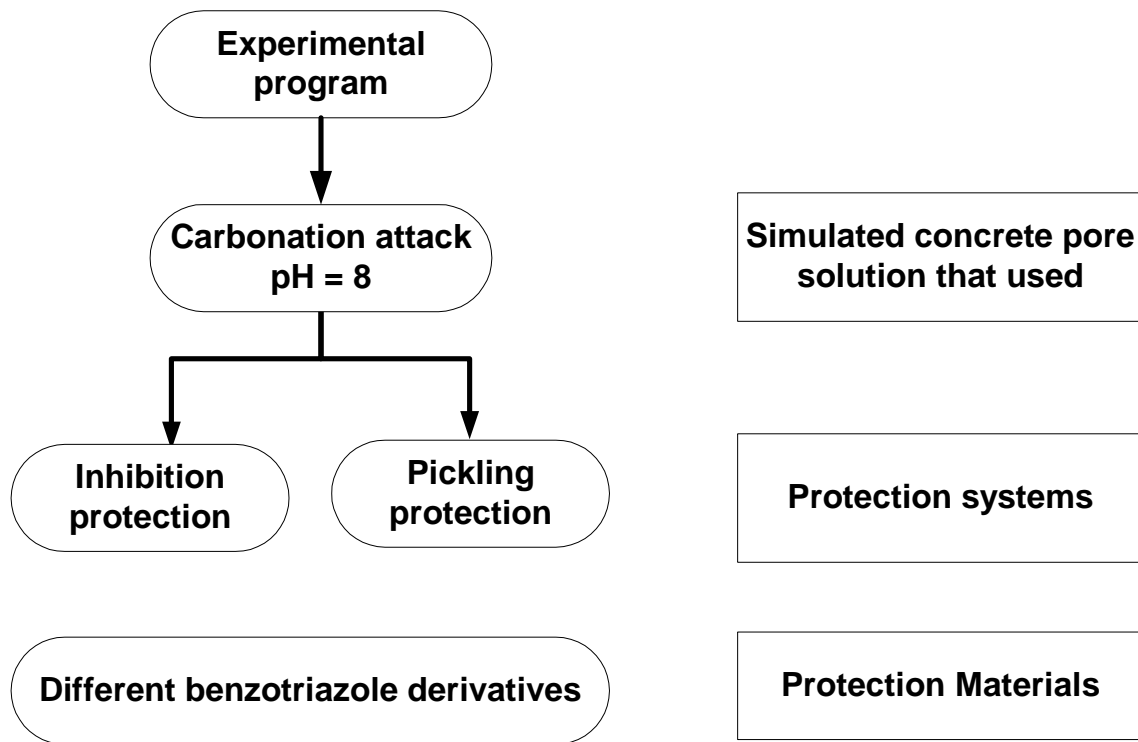 Experimental
program
Carbonation attack
pH = 8
Simulated concrete pore
solution that used
Inhibition
protection
Pickling
protection
Protection systems
Different benzotriazole derivatives
Protection Materials